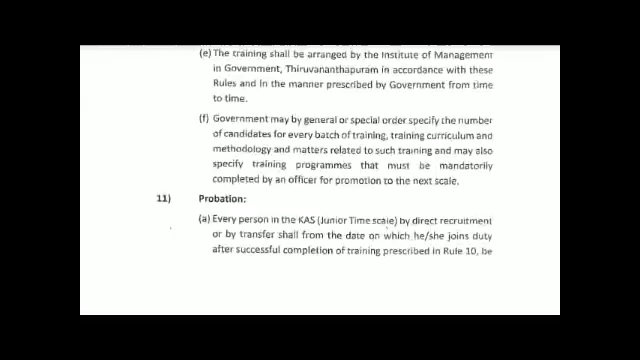 (e) The training shall be arranged by the Institute of Management
in Government, Thiruvananthapuram in accordance with these
Rules and in the manner prescribed by Government from time
to time.
(f) Government may by general or special order specify the number
of candidates for every batch of training, training curriculum and
methodology and matters related to such training and may also
specify training programmes that must be mandatorily
completed by an officer for promotion to the next scale.
11) Probation:
(a) Every person in the KAS (Junior Time scale) by direct recruitment
or by transfer shall from the date on which he/she joins duty
after successful completion of training prescribed in Rule 10, be